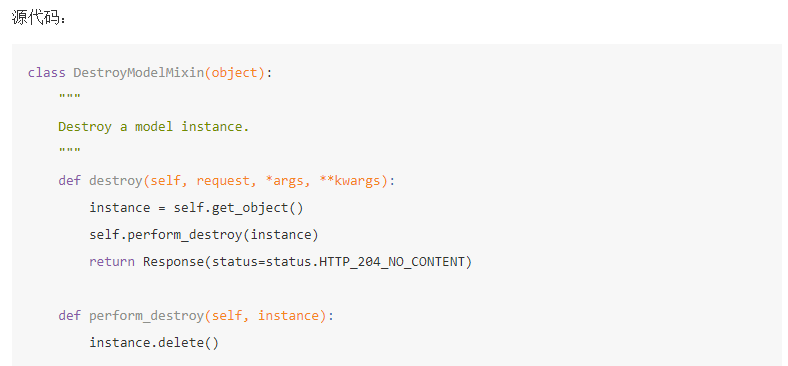 源代码：
class DestroyModelMixin(object):
    """
    Destroy a model instance.
    """
    def destroy(self, request, *args, **kwargs):
        instance = self.get_object()
        self.perform_destroy(instance)
        return Response(status=status.HTTP_204_NO_CONTENT)

    def perform_destroy(self, instance):
        instance.delete()